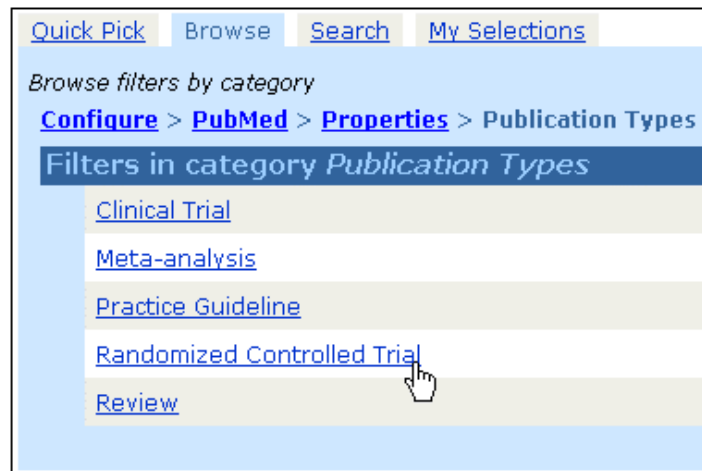 Quick Pick Browse Search My Selections
Browse filters by category
Configure > PubMed > Properties > Publication Types
Filters in category Publication Types
Clinical Trial
Meta-analysis
Practice Guideline
Randomized Controlled Trial
Review